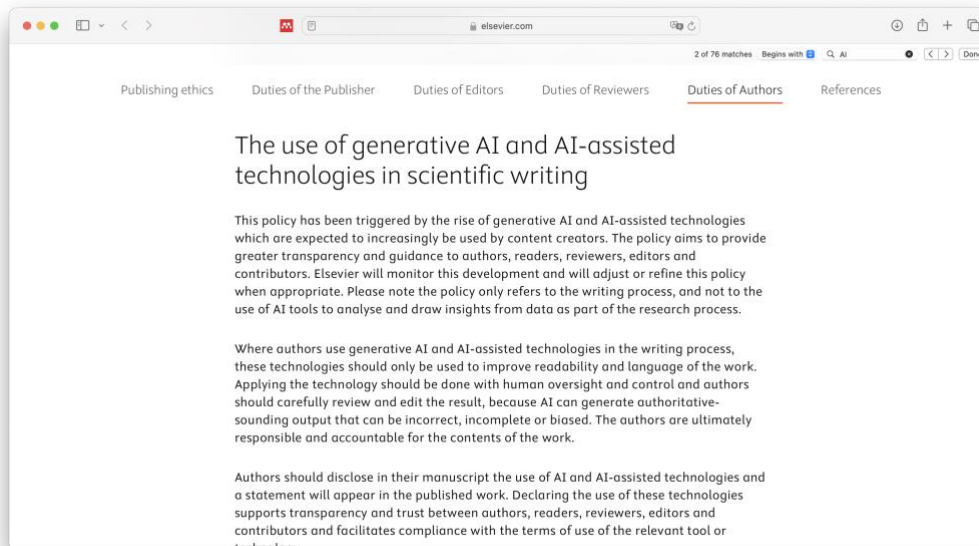 elsevier.com
2 of 76 matches Begins with AI Done
Publishing ethics Duties of the Publisher Duties of Editors Duties of Reviewers Duties of Authors References
The use of generative AI and AI-assisted
technologies in scientific writing
This policy has been triggered by the rise of generative AI and AI-assisted technologies
which are expected to increasingly be used by content creators. The policy aims to provide
greater transparency and guidance to authors, readers, reviewers, editors and
contributors. Elsevier will monitor this development and will adjust or refine this policy
when appropriate. Please note the policy only refers to the writing process, and not to the
use of AI tools to analyse and draw insights from data as part of the research process.
Where authors use generative AI and AI-assisted technologies in the writing process,
these technologies should only be used to improve readability and language of the work.
Applying the technology should be done with human oversight and control and authors
should carefully review and edit the result, because AI can generate authoritative-
sounding output that can be incorrect, incomplete or biased. The authors are ultimately
responsible and accountable for the contents of the work.
Authors should disclose in their manuscript the use of AI and AI-assisted technologies and
a statement will appear in the published work. Declaring the use of these technologies
supports transparency and trust between authors, readers, reviewers, editors and
contributors and facilitates compliance with the terms of use of the relevant tool or